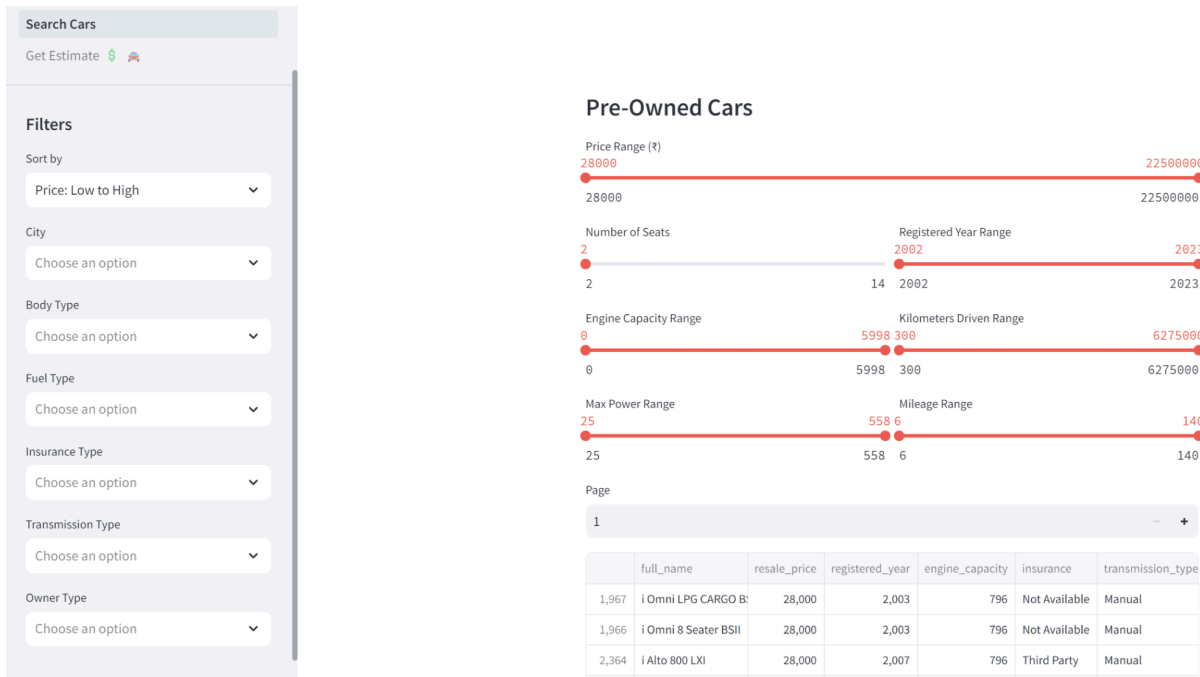 Search Cars
Get Estimate
Filters
Sort by
Price: Low to High
City
Choose an option
Body Type
Choose an option
Fuel Type
Choose an option
Insurance Type
Choose an option
Transmission Type
Choose an option
Owner Type
Choose an option
Pre-Owned Cars
Price Range (₹)
28000 22500000
28000 22500000
Number of Seats Registered Year Range
2 2002 2023
2 14 2002 2023
Engine Capacity Range Kilometers Driven Range
0 5998 300 6275000
0 5998 300 6275000
Max Power Range Mileage Range
25 558 6 140
25 558 6 140
Page
1 − +
full_name resale_price registered_year engine_capacity insurance transmission_type
1,967 i Omni LPG CARGO BS 28,000 2,003 796 Not Available Manual
1,966 i Omni 8 Seater BSII 28,000 2,003 796 Not Available Manual
2,364 i Alto 800 LXI 28,000 2,007 796 Third Party Manual